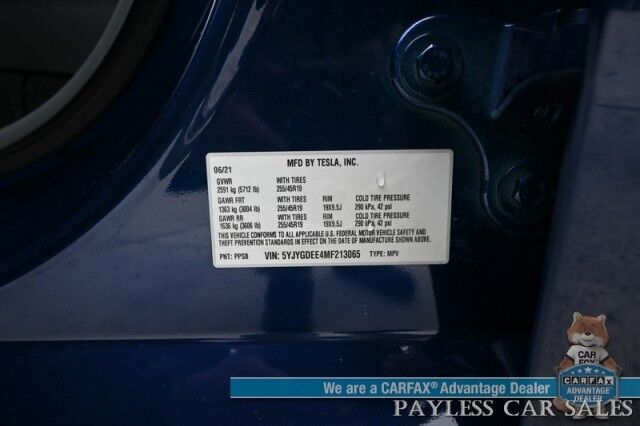 MFD BY TESLA, INC.
06/21
GVWR WITH TIRES
2591 kg (5712 lb) 255/45R19
GAWR FRT WITH TIRES RIM COLD TIRE PRESSURE
1363 kg (3004 lb) 255/45R19 19X9.5J 290 kPa, 42 psi
GAWR RR WITH TIRES RIM COLD TIRE PRESSURE
1636 kg (3606 lb) 255/45R19 19X9.5J 290 kPa, 42 psi
THIS VEHICLE CONFORMS TO ALL APPLICABLE U.S. FEDERAL MOTOR VEHICLE SAFETY AND
THEFT PREVENTION STANDARDS IN EFFECT ON THE DATE OF MANUFACTURE SHOWN ABOVE.
PNT: PPSB VIN: 5YJYGDEE4MF213065 TYPE: MPV
CAR
FOX
CARFAX
ADVANTAGE
DEALER
We are a CARFAX® Advantage Dealer
PAYLESS CAR SALES